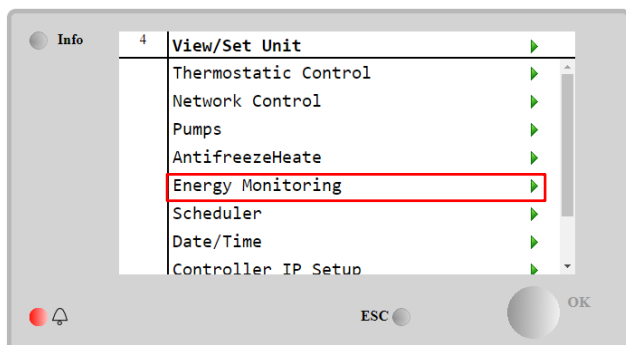 Info
4 View/Set Unit
Thermostatic Control
Network Control
Pumps
AntifreezeHeate
Energy Monitoring
Scheduler
Date/Time
Controller IP Setup
ESC
OK